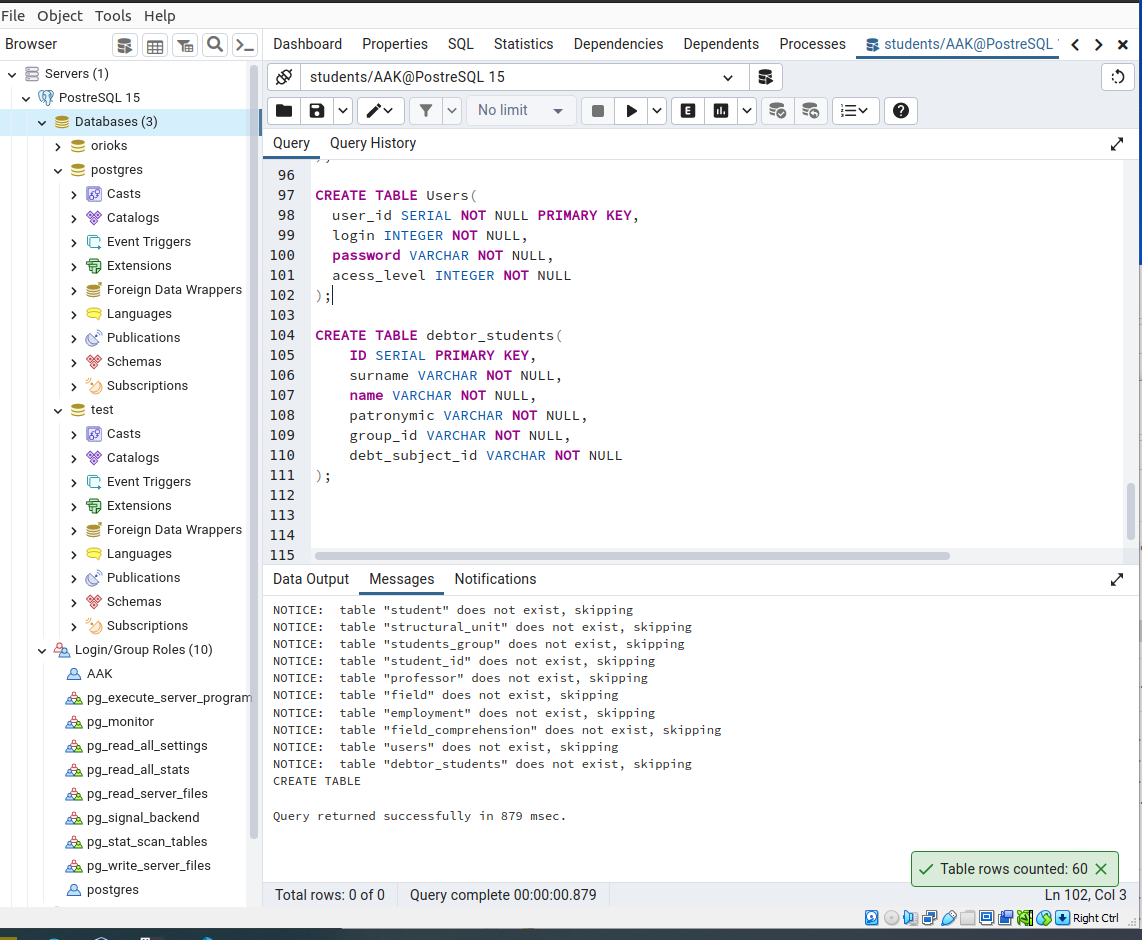 File Object Tools Help
Browser
Dashboard Properties SQL Statistics Dependencies Dependents Processes students/AAK@PostreSQL
Servers (1)
PostreSQL 15
Databases (3)
orioks
postgres
Casts
Catalogs
Event Triggers
Extensions
Foreign Data Wrappers
Languages
Publications
Schemas
Subscriptions
test
Casts
Catalogs
Event Triggers
Extensions
Foreign Data Wrappers
Languages
Publications
Schemas
Subscriptions
Login/Group Roles (10)
AAK
pg_execute_server_program
pg_monitor
pg_read_all_settings
pg_read_all_stats
pg_read_server_files
pg_signal_backend
pg_stat_scan_tables
pg_write_server_files
postgres
students/AAK@PostreSQL 15
No limit
E
Query Query History
96
97 CREATE TABLE Users(
98 user_id SERIAL NOT NULL PRIMARY KEY,
99 login INTEGER NOT NULL,
100 password VARCHAR NOT NULL,
101 acess_level INTEGER NOT NULL
102 );
103
104 CREATE TABLE debtor_students(
105 ID SERIAL PRIMARY KEY,
106 surname VARCHAR NOT NULL,
107 name VARCHAR NOT NULL,
108 patronymic VARCHAR NOT NULL,
109 group_id VARCHAR NOT NULL,
110 debt_subject_id VARCHAR NOT NULL
111 );
112
113
114
115
Data Output Messages Notifications
NOTICE: table "student" does not exist, skipping
NOTICE: table "structural_unit" does not exist, skipping
NOTICE: table "students_group" does not exist, skipping
NOTICE: table "student_id" does not exist, skipping
NOTICE: table "professor" does not exist, skipping
NOTICE: table "field" does not exist, skipping
NOTICE: table "employment" does not exist, skipping
NOTICE: table "field_comprehension" does not exist, skipping
NOTICE: table "users" does not exist, skipping
NOTICE: table "debtor_students" does not exist, skipping
CREATE TABLE
Query returned successfully in 879 msec.
Table rows counted: 60
Total rows: 0 of 0 Query complete 00:00:00.879 Ln 102, Col 3
Right Ctrl